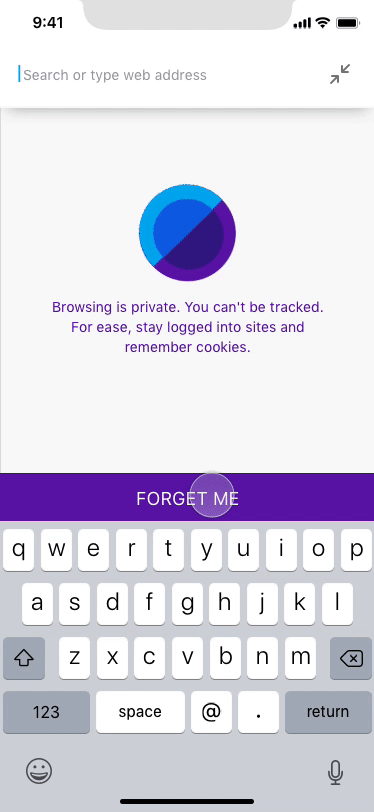 9:41
Search or type web address
Browsing is private. You can't be tracked.
For ease, stay logged into sites and
remember cookies.
FORGET ME
q w e r t y u i o p
a s d f g h j k l
z x c v b n m
123 space @ . return